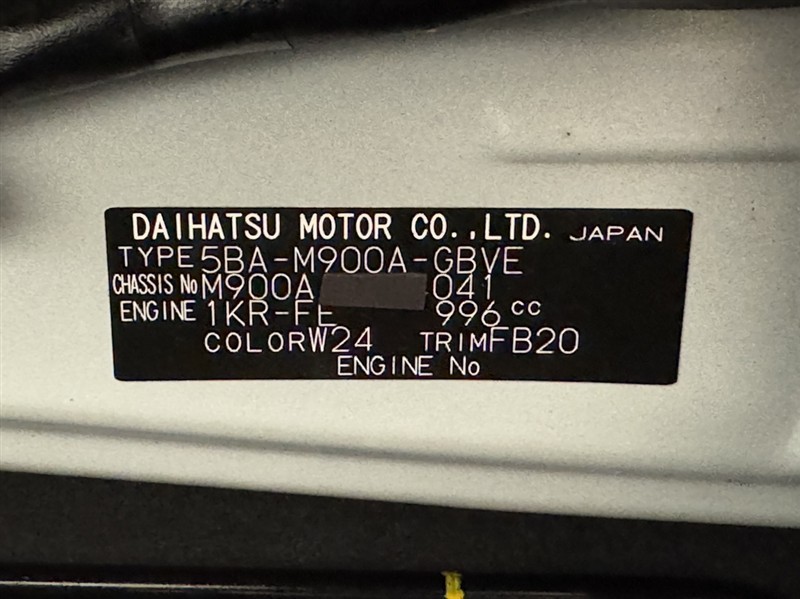 DAIHATSU MOTOR CO.,LTD. JAPAN
TYPE 5BA-M900A-GBVE
CHASSIS No M900A 041
ENGINE 1KR-FE 996 cc
COLOR W24 TRIM FB20
ENGINE No